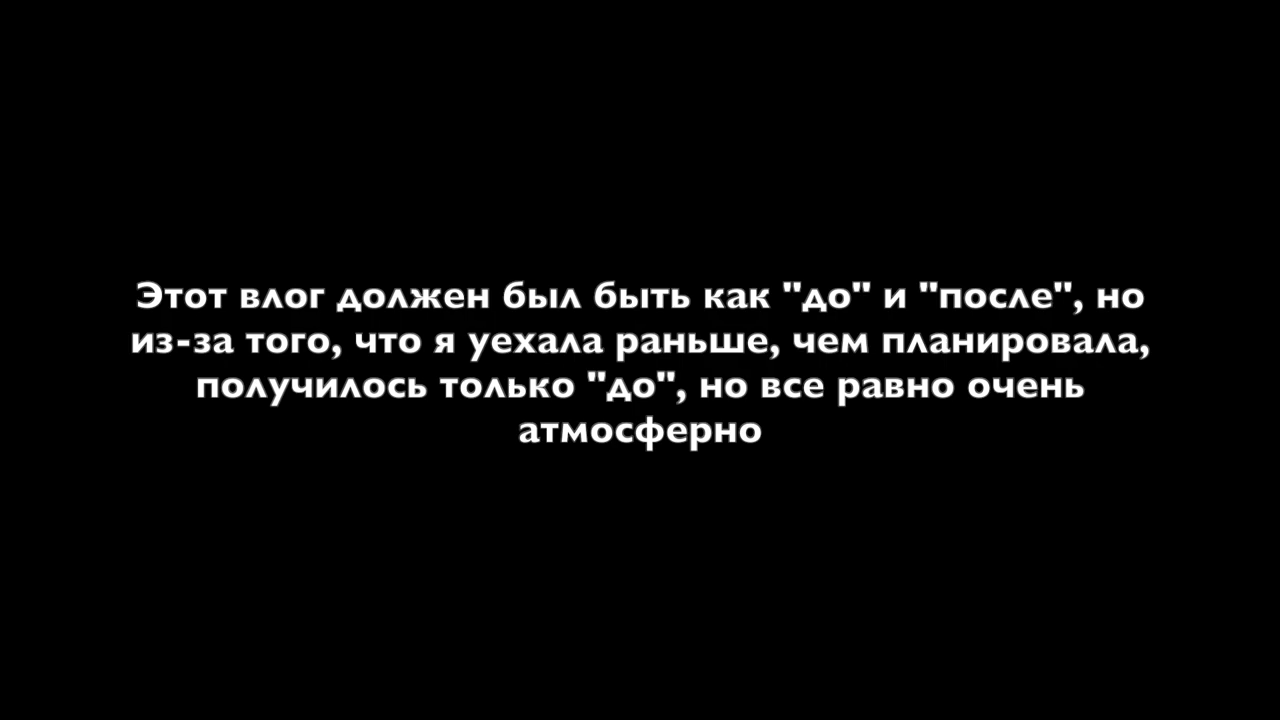 Этот влог должен был быть как "до" и "после", но
из-за того, что я уехала раньше, чем планировала,
получилось только "до", но все равно очень
атмосферно